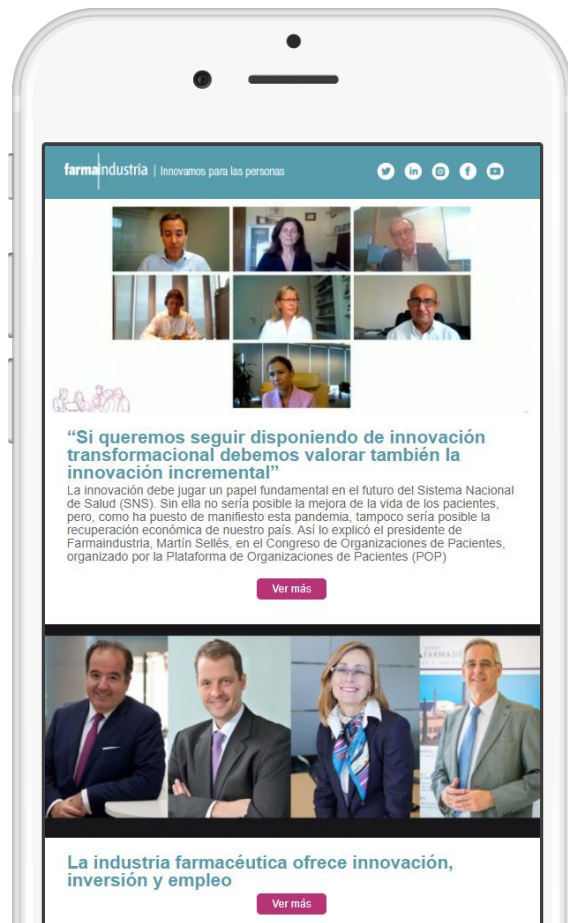 farmaindustria | Innovamos para las personas
“Si queremos seguir disponiendo de innovación
transformacional debemos valorar también la
innovación incremental”
La innovación debe jugar un papel fundamental en el futuro del Sistema Nacional
de Salud (SNS). Sin ella no sería posible la mejora de la vida de los pacientes,
pero, como ha puesto de manifiesto esta pandemia, tampoco sería posible la
recuperación económica de nuestro país. Así lo explicó el presidente de
Farmaindustria, Martín Sellés, en el Congreso de Organizaciones de Pacientes,
organizado por la Plataforma de Organizaciones de Pacientes (POP)
Ver más
La industria farmacéutica ofrece innovación,
inversión y empleo
Ver más